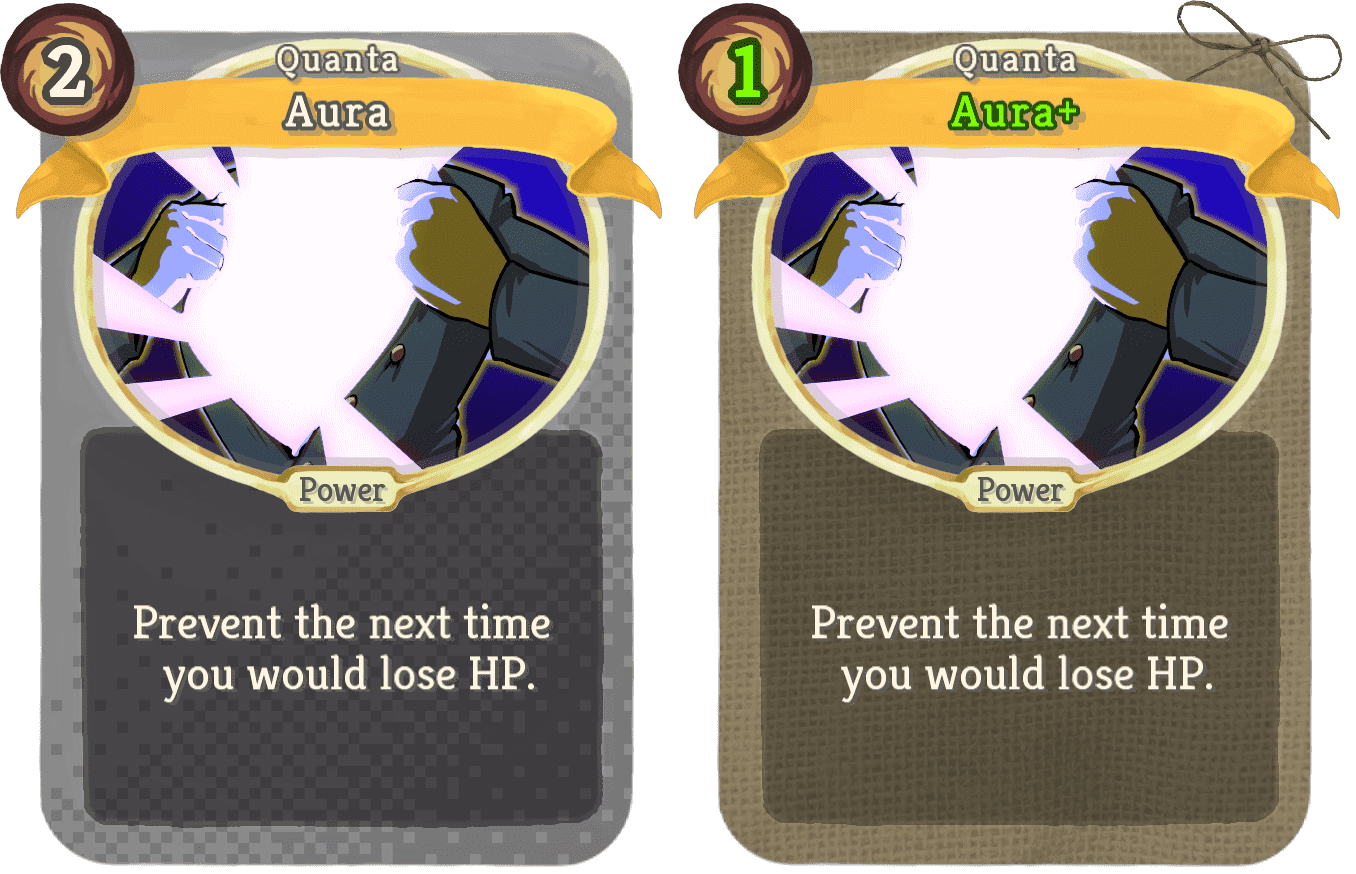 2
Quanta
Aura
Power
Prevent the next time
you would lose HP.
1
Quanta
Aura+
Power
Prevent the next time
you would lose HP.